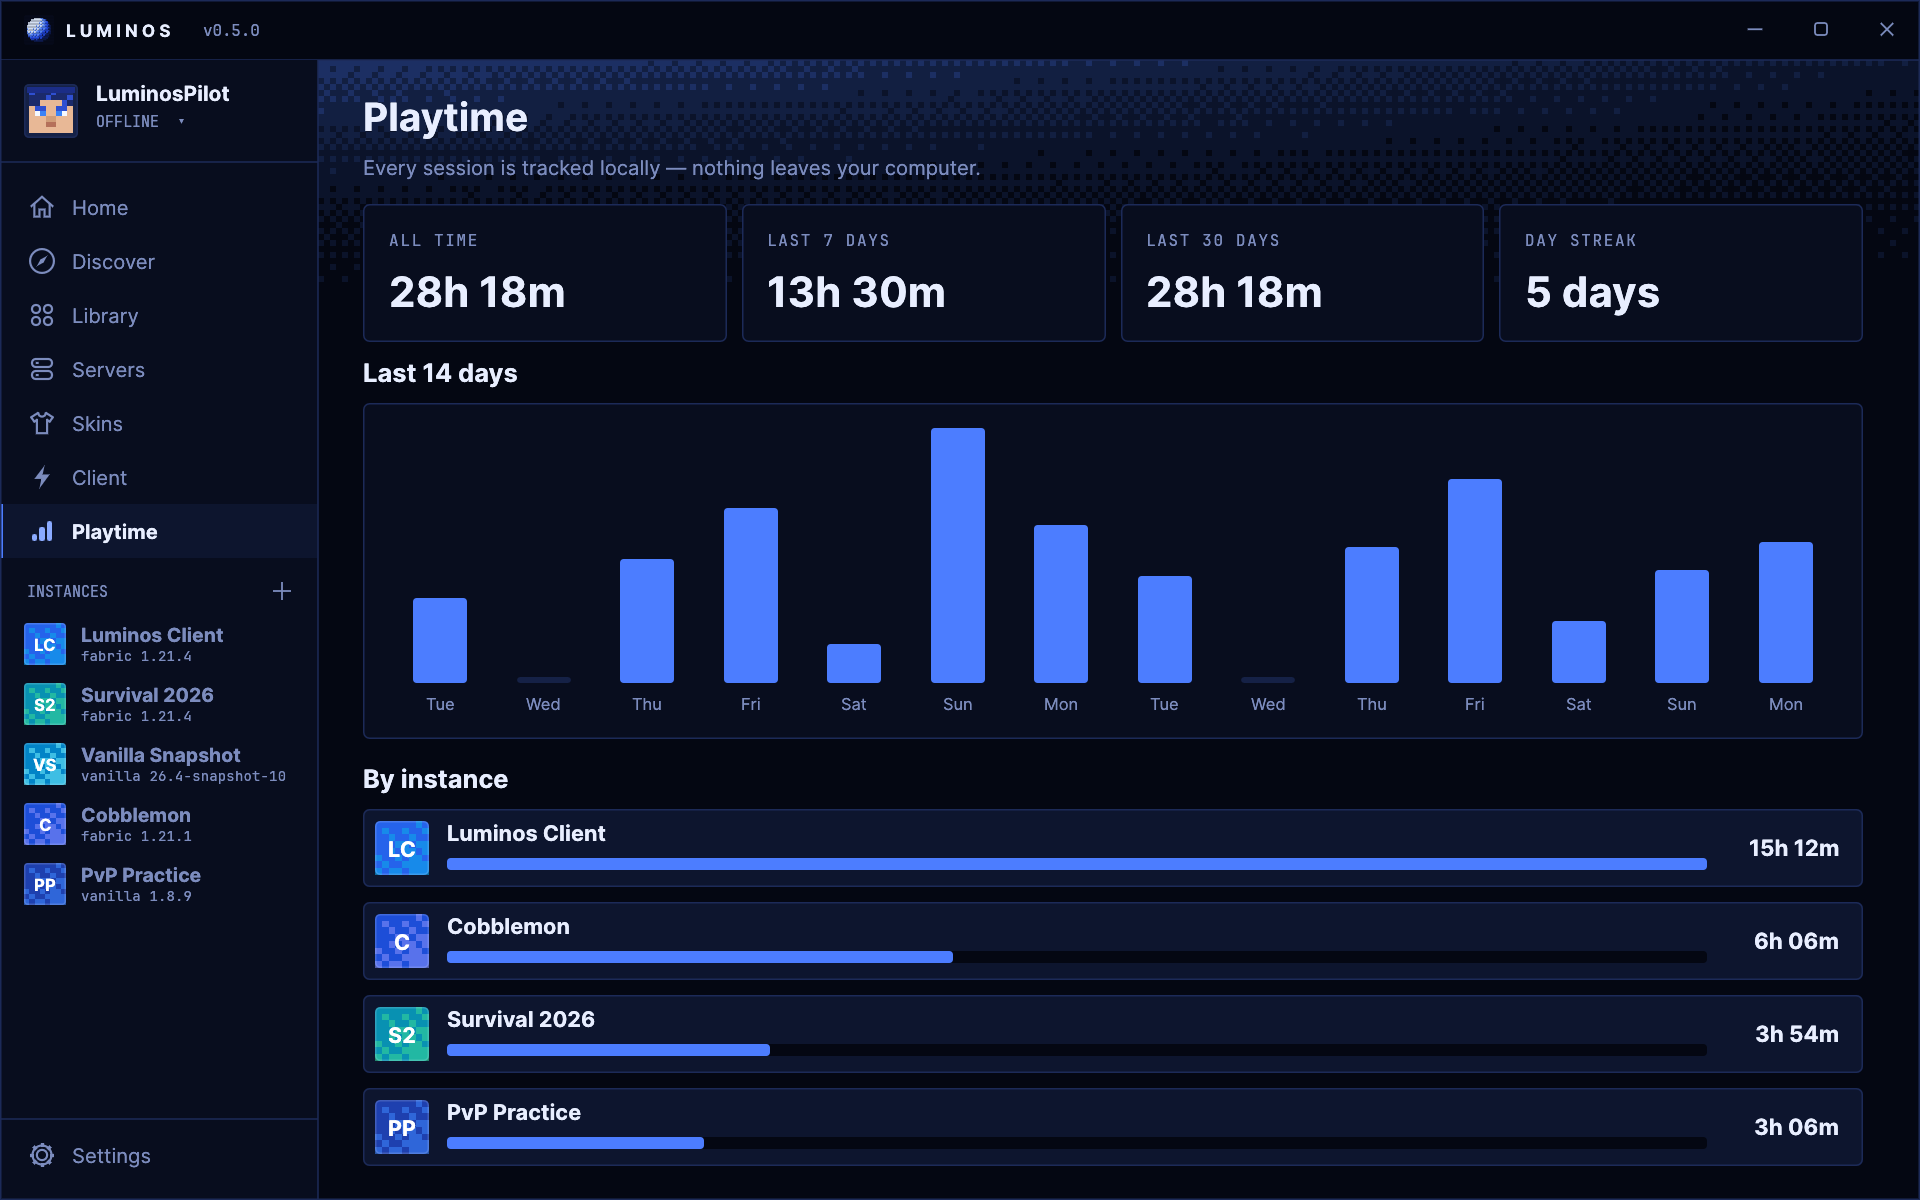 LUMINOS v0.5.0
LuminosPilot
OFFLINE ▾
Home
Discover
Library
Servers
Skins
Client
Playtime
INSTANCES
LC Luminos Client
fabric 1.21.4
S2 Survival 2026
fabric 1.21.4
VS Vanilla Snapshot
vanilla 26.4-snapshot-10
C Cobblemon
fabric 1.21.1
PP PvP Practice
vanilla 1.8.9
Settings
Playtime
Every session is tracked locally — nothing leaves your computer.
ALL TIME
28h 18m
LAST 7 DAYS
13h 30m
LAST 30 DAYS
28h 18m
DAY STREAK
5 days
Last 14 days
Tue Wed Thu Fri Sat Sun Mon Tue Wed Thu Fri Sat Sun Mon
By instance
LC Luminos Client 15h 12m
C Cobblemon 6h 06m
S2 Survival 2026 3h 54m
PP PvP Practice 3h 06m